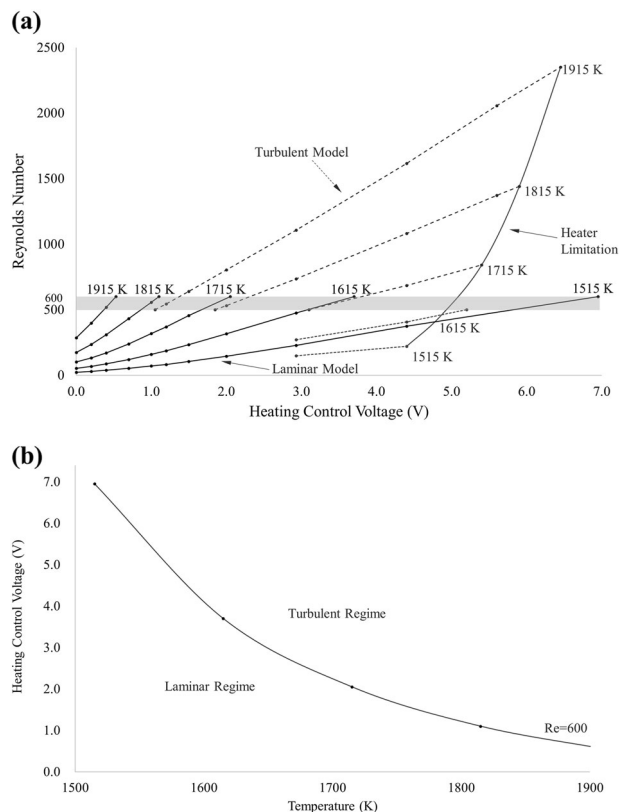 (a)
2500
2000
1500
1000
600
500
0
Reynolds Number
1915 K
Turbulent Model
1815 K
Heater
Limitation
1715 K
1915 K 1815 K 1715 K 1615 K 1515 K
1615 K
1515 K
Laminar Model
0.0 1.0 2.0 3.0 4.0 5.0 6.0 7.0
Heating Control Voltage (V)
(b)
7.0
6.0
5.0
4.0
3.0
2.0
1.0
0.0
Heating Control Voltage (V)
Turbulent Regime
Laminar Regime
Re=600
1500 1600 1700 1800 1900
Temperature (K)